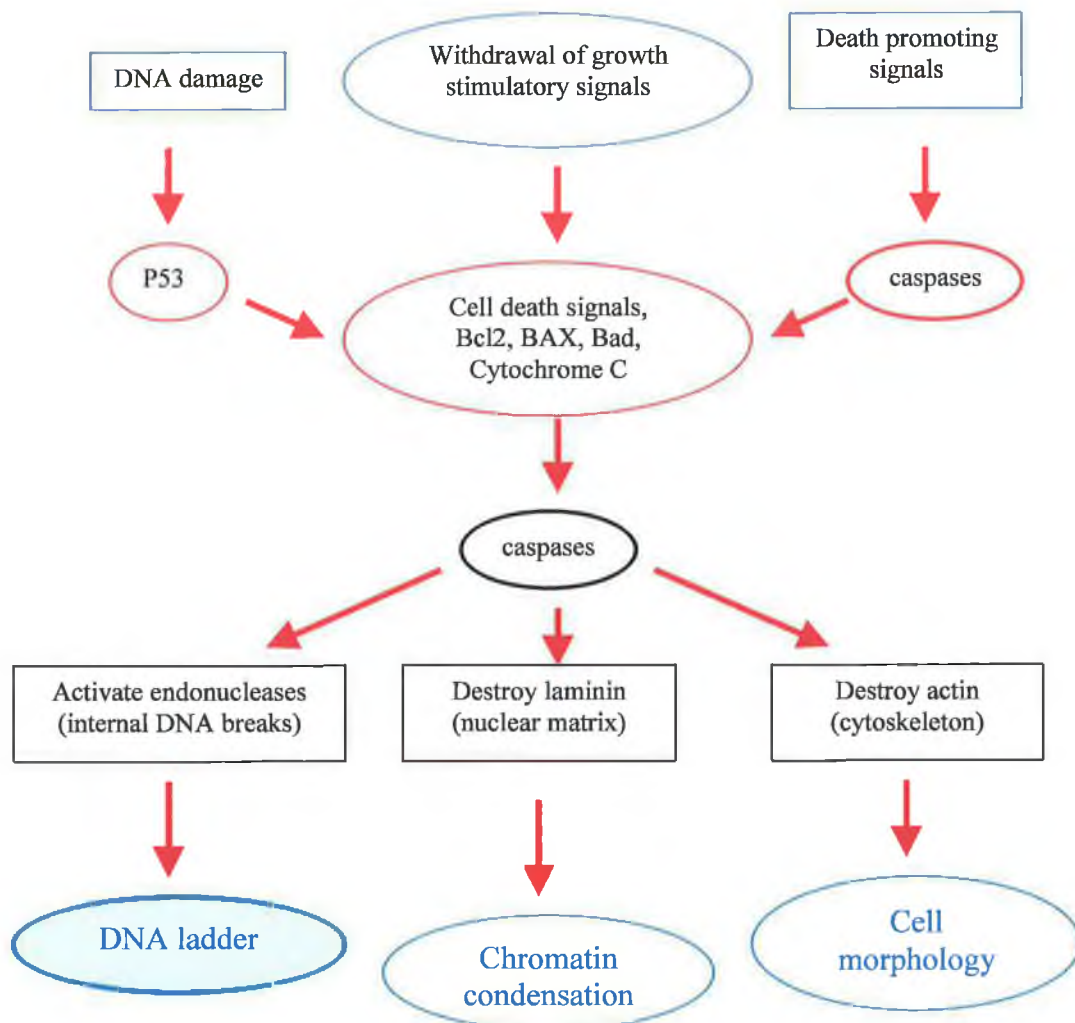 DNA damage
Withdrawal of growth
stimulatory signals
Death promoting
signals
P53
Cell death signals,
Bcl2, BAX, Bad,
Cytochrome C
caspases
caspases
Activate endonucleases
(internal DNA breaks)
Destroy laminin
(nuclear matrix)
Destroy actin
(cytoskeleton)
DNA ladder
Chromatin
condensation
Cell
morphology